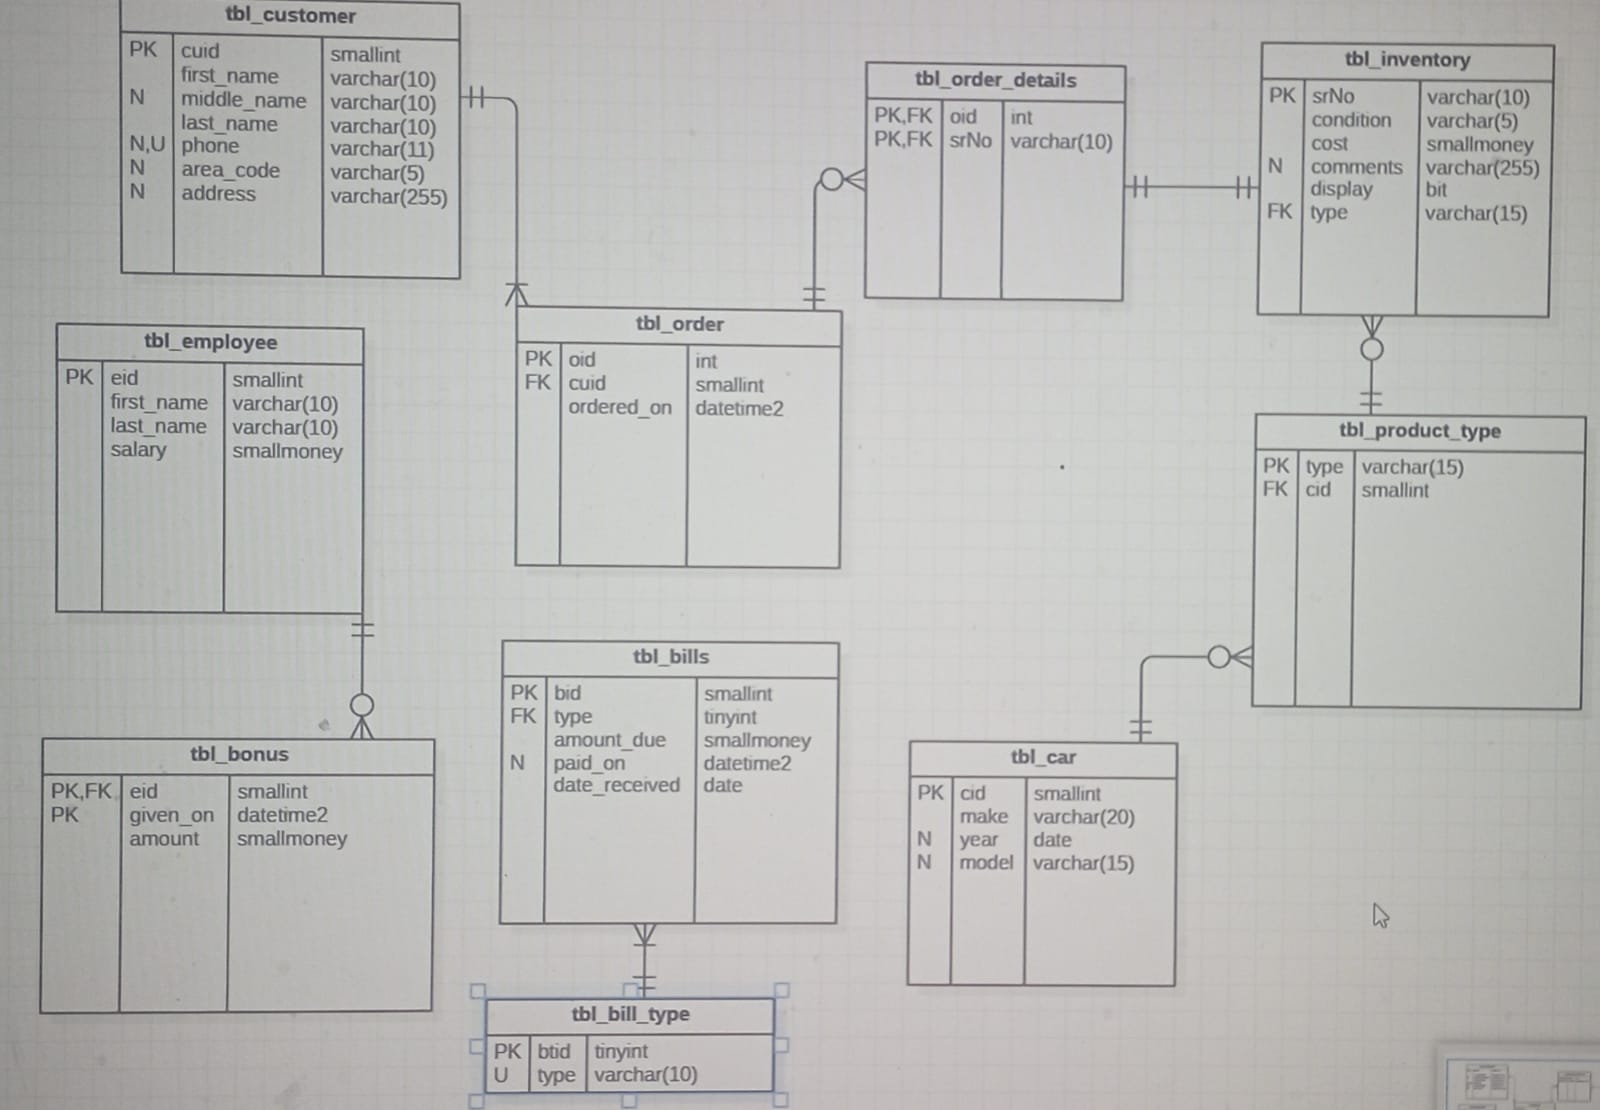 tbl_customer
PK cuid smallint
first_name varchar(10)
N middle_name varchar(10)
last_name varchar(10)
N,U phone varchar(11)
N area_code varchar(5)
N address varchar(255)
tbl_order_details
PK,FK oid int
PK,FK srNo varchar(10)
tbl_inventory
PK srNo varchar(10)
condition varchar(5)
cost smallmoney
N comments varchar(255)
display bit
FK type varchar(15)
tbl_employee
PK eid smallint
first_name varchar(10)
last_name varchar(10)
salary smallmoney
tbl_order
PK oid int
FK cuid smallint
ordered_on datetime2
tbl_product_type
PK type varchar(15)
FK cid smallint
tbl_bonus
PK,FK eid smallint
PK given_on datetime2
amount smallmoney
tbl_bills
PK bid smallint
FK type tinyint
amount_due smallmoney
N paid_on datetime2
date_received date
tbl_car
PK cid smallint
make varchar(20)
N year date
N model varchar(15)
tbl_bill_type
PK btid tinyint
U type varchar(10)